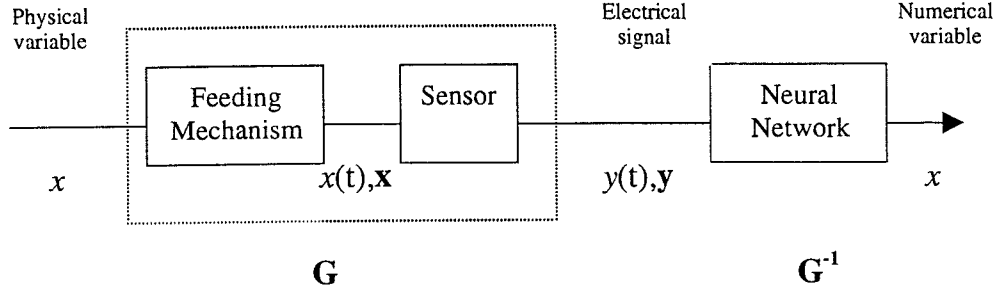 Physical
variable
Electrical
signal
Numerical
variable
Feeding
Mechanism
Sensor
Neural
Network
x
x(t),x
y(t),y
x
G
G⁻¹